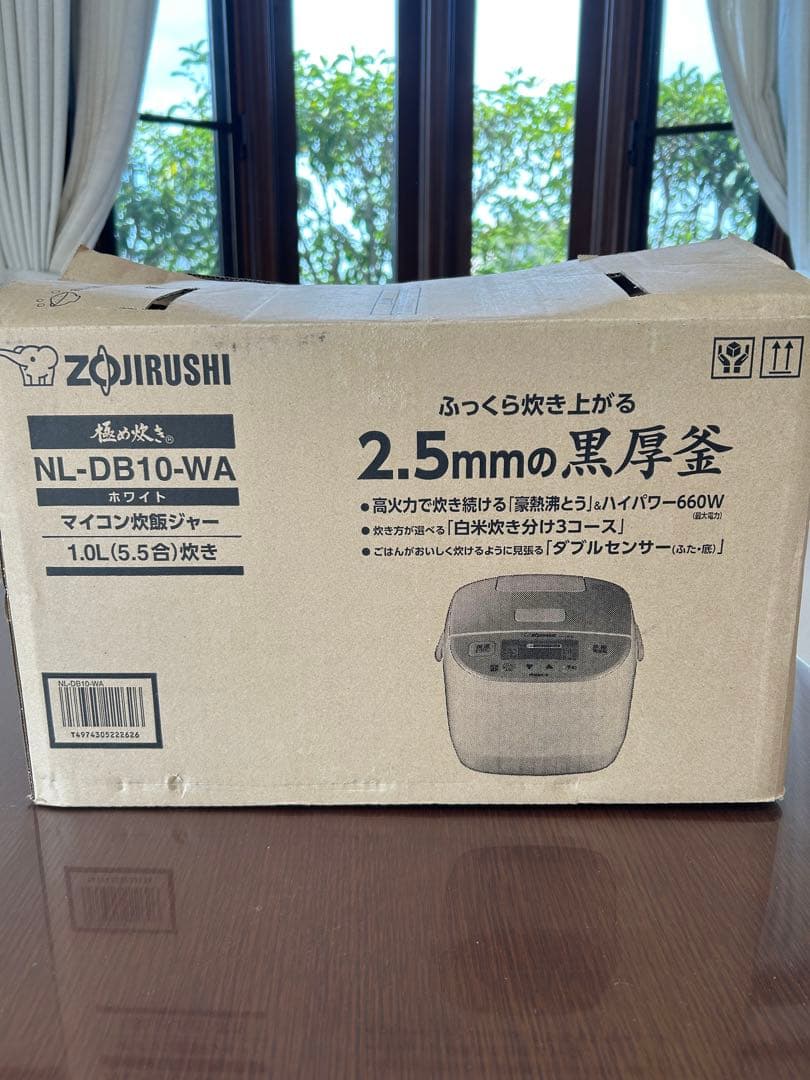 ZOJIRUSHI
極め炊き®
NL-DB10-WA
ホワイト
マイコン炊飯ジャー
1.0L(5.5合)炊き
ふっくら炊き上がる
2.5mmの黒厚釜
●高火力で炊き続ける「豪熱沸とう」&ハイパワー660W
(最大電力)
●炊き方が選べる「白米炊き分け3コース」
●ごはんがおいしく炊けるように見張る「ダブルセンサー(ふた・底)」
ZOJIRUSHI
NL-DB10-WA
T4974305222626